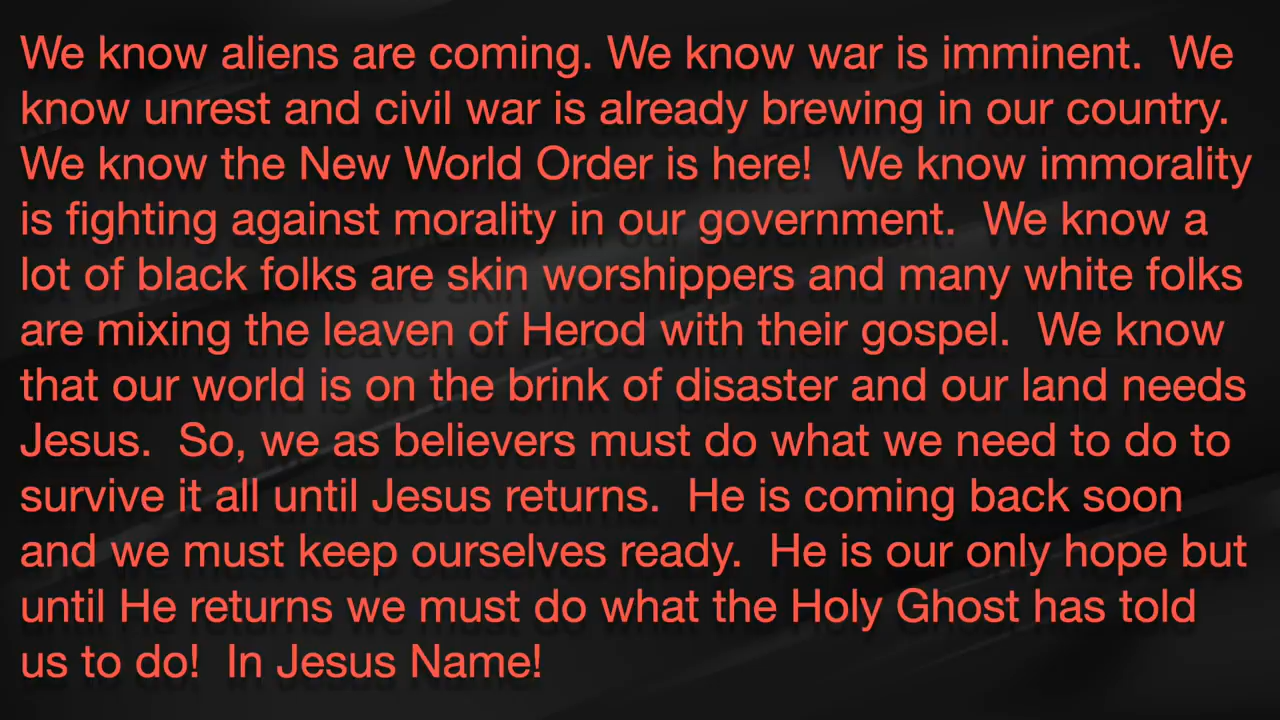 We know aliens are coming. We know war is imminent.  We
know unrest and civil war is already brewing in our country.
We know the New World Order is here!  We know immorality
is fighting against morality in our government.  We know a
lot of black folks are skin worshippers and many white folks
are mixing the leaven of Herod with their gospel.  We know
that our world is on the brink of disaster and our land needs
Jesus.  So, we as believers must do what we need to do to
survive it all until Jesus returns.  He is coming back soon
and we must keep ourselves ready.  He is our only hope but
until He returns we must do what the Holy Ghost has told
us to do!  In Jesus Name!